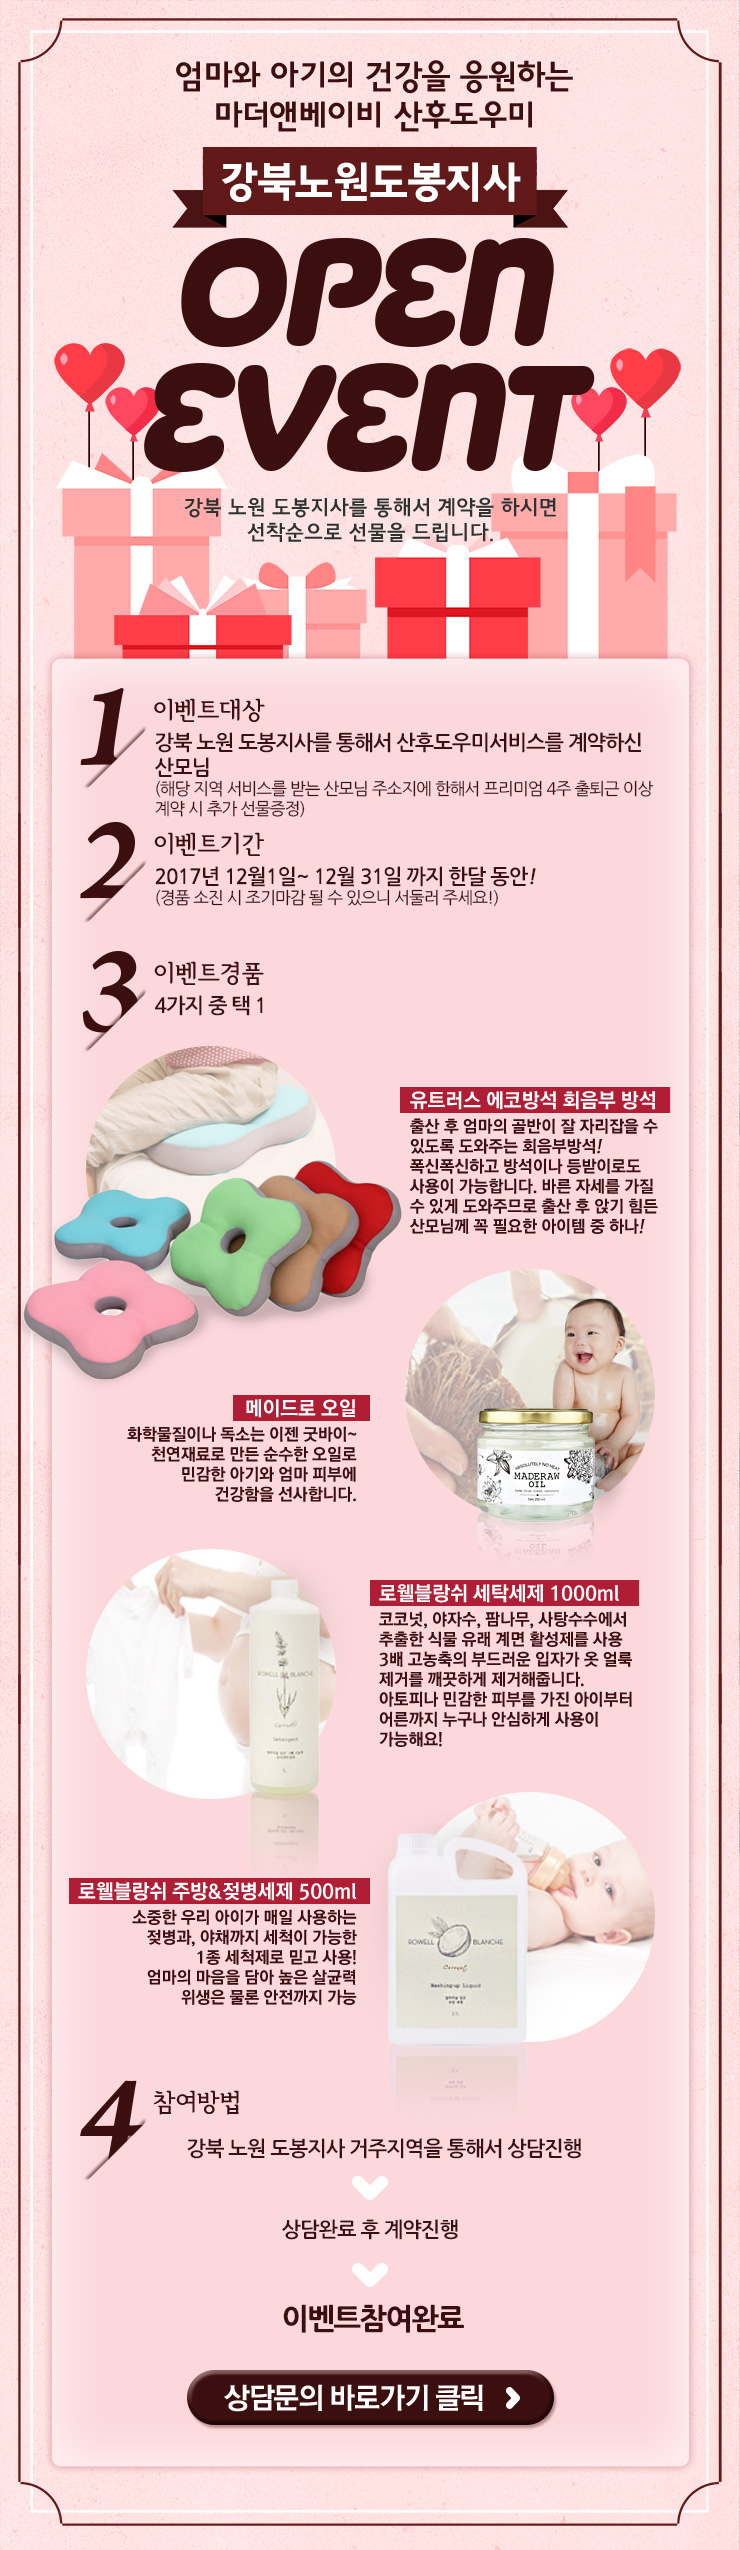 엄마와 아기의 건강을 응원하는
마더앤베이비 산후도우미
강북노원도봉지사
OPEN
EVENT
강북 노원 도봉지사를 통해서 계약을 하시면
선착순으로 선물을 드립니다.
1 이벤트대상
강북 노원 도봉지사를 통해서 산후도우미서비스를 계약하신
산모님
(해당 지역 서비스를 받는 산모님 주소지에 한해서 프리미엄 4주 출퇴근 이상
계약 시 추가 선물증정)
2 이벤트기간
2017년 12월1일~ 12월 31일 까지 한달 동안!
(경품 소진 시 조기마감 될 수 있으니 서둘러 주세요!)
3 이벤트경품
4가지 중 택 1
유트러스 에코방석 회음부 방석
출산 후 엄마의 골반이 잘 자리잡을 수
있도록 도와주는 회음부방석!
폭신폭신하고 방석이나 등받이로도
사용이 가능합니다. 바른 자세를 가질
수 있게 도와주므로 출산 후 앉기 힘든
산모님께 꼭 필요한 아이템 중 하나!
메이드로 오일
화학물질이나 독소는 이젠 굿바이~
천연재료로 만든 순수한 오일로
민감한 아기와 엄마 피부에
건강함을 선사합니다.
ABSOLUTELY NO HEAT
MADERAW
OIL
로웰블랑쉬 세탁세제 1000ml
코코넛, 야자수, 팜나무, 사탕수수에서
추출한 식물 유래 계면 활성제를 사용
3배 고농축의 부드러운 입자가 옷 얼룩
제거를 깨끗하게 제거해줍니다.
아토피나 민감한 피부를 가진 아이부터
어른까지 누구나 안심하게 사용이
가능해요!
ROWELL BLANCHE
Detergent
로웰블랑쉬 주방&젖병세제 500ml
소중한 우리 아이가 매일 사용하는
젖병과, 야채까지 세척이 가능한
1종 세척제로 믿고 사용!
엄마의 마음을 담아 높은 살균력
위생은 물론 안전까지 가능
ROWELL BLANCHE
Coconut
Washing-up Liquid
4 참여방법
강북 노원 도봉지사 거주지역을 통해서 상담진행
상담완료 후 계약진행
이벤트참여완료
상담문의 바로가기 클릭